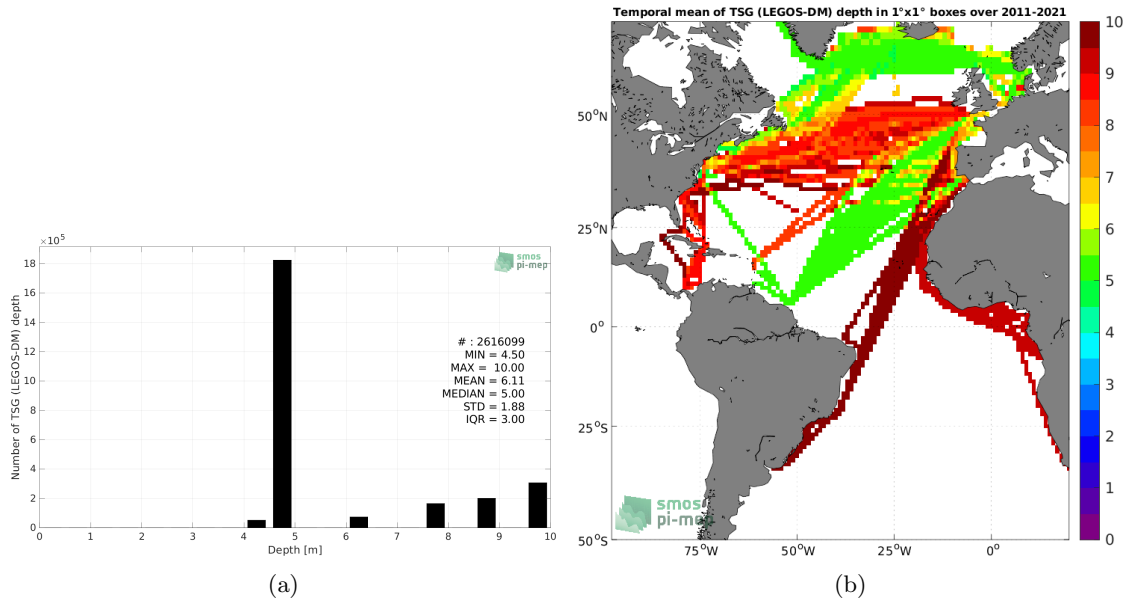 ×10⁵
18
16
14
12
10
8
6
4
2
0
Number of TSG (LEGOS-DM) depth
smos
pi-mep
# : 2616099
MIN = 4.50
MAX = 10.00
MEAN = 6.11
MEDIAN = 5.00
STD = 1.88
IQR = 3.00
0 1 2 3 4 5 6 7 8 9 10
Depth [m]
(a)
Temporal mean of TSG (LEGOS-DM) depth in 1°x1° boxes over 2011-2021
50°N
25°N
0°
25°S
50°S
75°W 50°W 25°W 0°
smos
pi-mep
10
9
8
7
6
5
4
3
2
1
0
(b)